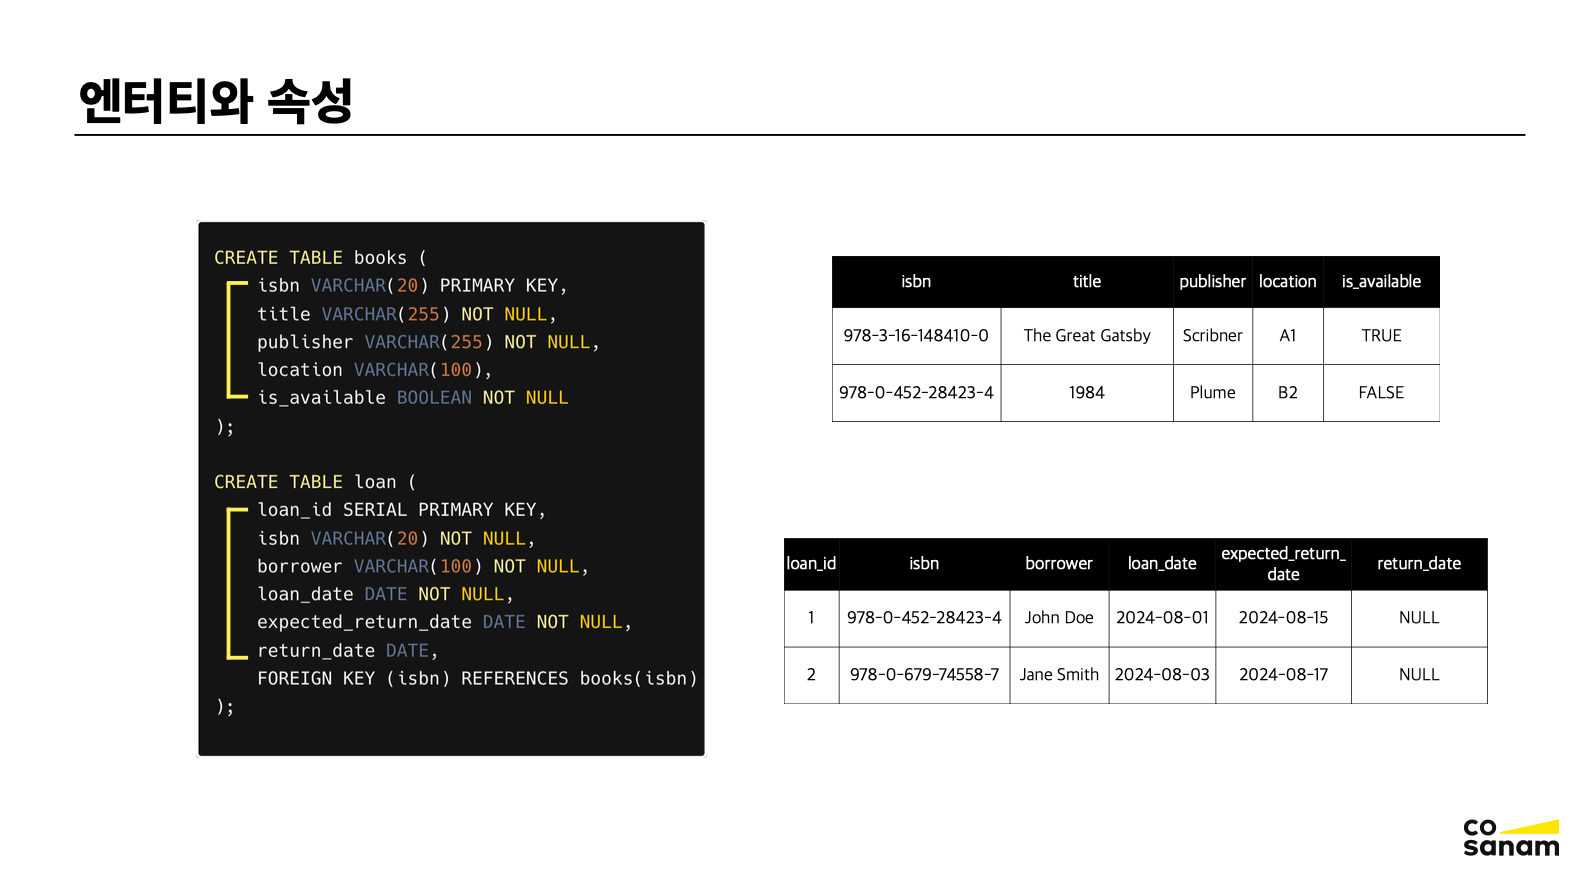 엔터티와 속성
CREATE TABLE books (
isbn VARCHAR(20) PRIMARY KEY,
title VARCHAR(255) NOT NULL,
publisher VARCHAR(255) NOT NULL,
location VARCHAR(100),
is_available BOOLEAN NOT NULL
);
CREATE TABLE loan (
loan_id SERIAL PRIMARY KEY,
isbn VARCHAR(20) NOT NULL,
borrower VARCHAR(100) NOT NULL,
loan_date DATE NOT NULL,
expected_return_date DATE NOT NULL,
return_date DATE,
FOREIGN KEY (isbn) REFERENCES books(isbn)
);
isbn title publisher location is_available
978-3-16-148410-0 The Great Gatsby Scribner A1 TRUE
978-0-452-28423-4 1984 Plume B2 FALSE
loan_id isbn borrower loan_date expected_return_ return_date
date
1 978-0-452-28423-4 John Doe 2024-08-01 2024-08-15 NULL
2 978-0-679-74558-7 Jane Smith 2024-08-03 2024-08-17 NULL
co
sanam